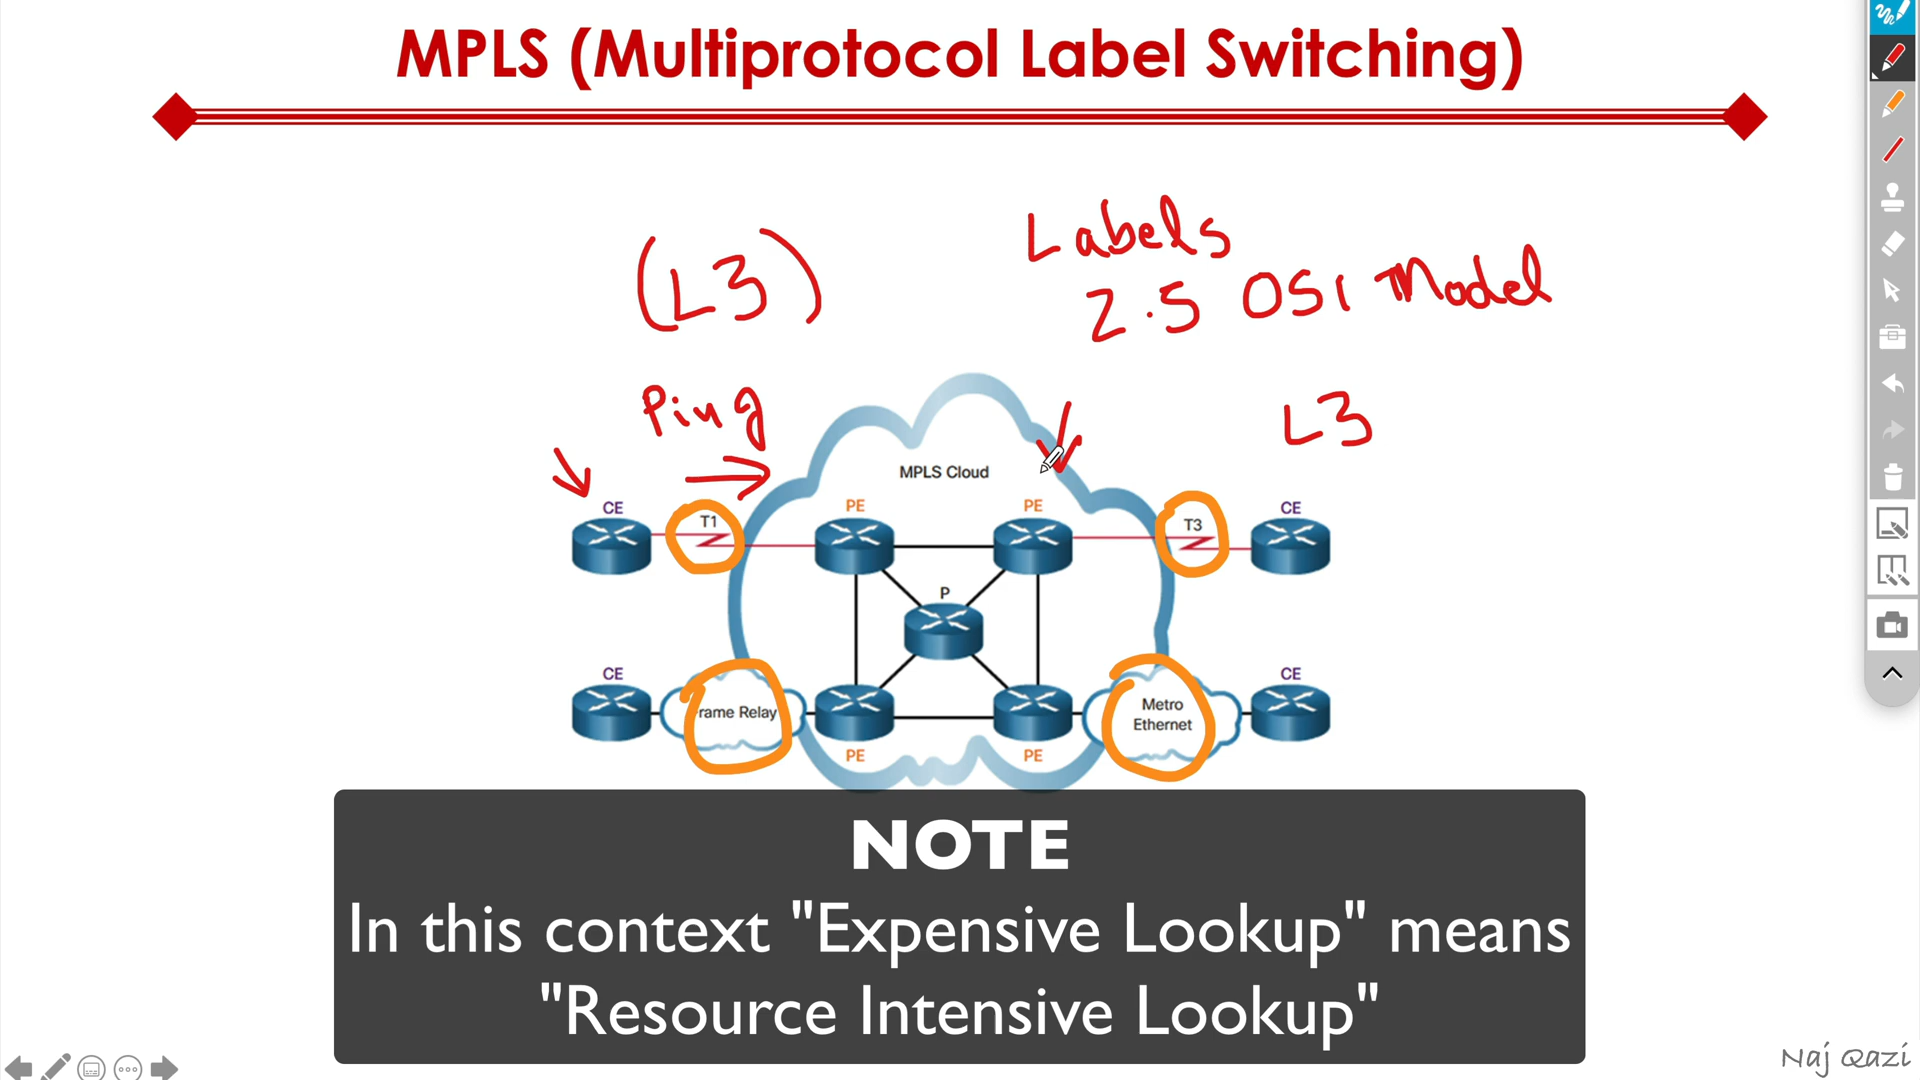 MPLS (Multiprotocol Label Switching)
Labels
(L3)
2.5 OSI Model
Ping
L3
MPLS Cloud
CE
T1
PE
PE
T3
CE
P
CE
rame Relay
Metro
Ethernet
CE
PE
PE
NOTE
In this context "Expensive Lookup" means
"Resource Intensive Lookup"
Naj Qazi